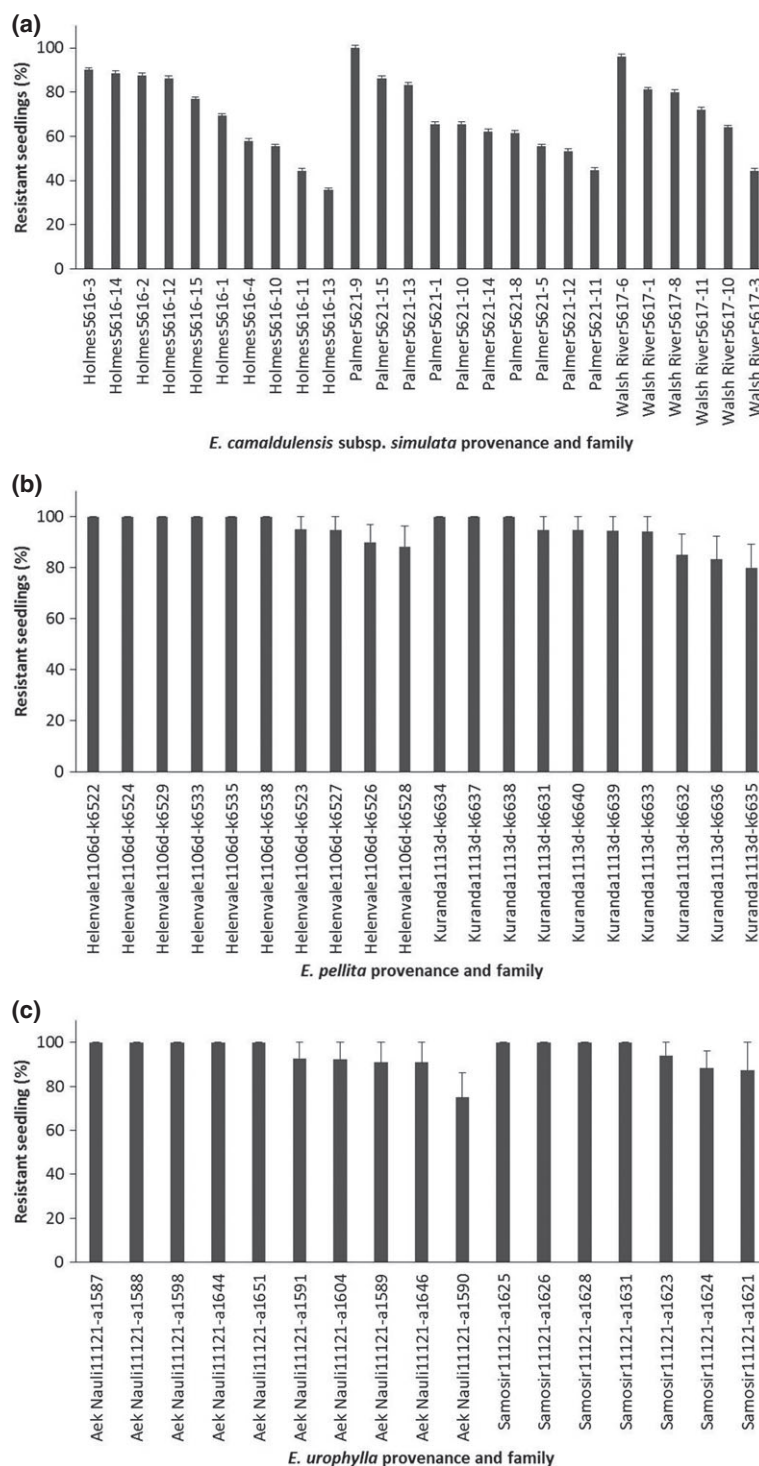 (a)
Resistant seedlings (%)
100
80
60
40
20
0
Holmes5616-3
Holmes5616-14
Holmes5616-2
Holmes5616-12
Holmes5616-15
Holmes5616-1
Holmes5616-4
Holmes5616-10
Holmes5616-11
Holmes5616-13
Palmer5621-9
Palmer5621-15
Palmer5621-13
Palmer5621-1
Palmer5621-10
Palmer5621-14
Palmer5621-8
Palmer5621-5
Palmer5621-12
Palmer5621-11
Walsh River5617-6
Walsh River5617-1
Walsh River5617-8
Walsh River5617-11
Walsh River5617-10
Walsh River5617-3
E. camaldulensis subsp. simulata provenance and family
(b)
Resistant seedlings (%)
100
80
60
40
20
0
Helenvale1106d-k6522
Helenvale1106d-k6524
Helenvale1106d-k6529
Helenvale1106d-k6533
Helenvale1106d-k6535
Helenvale1106d-k6538
Helenvale1106d-k6523
Helenvale1106d-k6527
Helenvale1106d-k6526
Helenvale1106d-k6528
Kuranda1113d-k6634
Kuranda1113d-k6637
Kuranda1113d-k6638
Kuranda1113d-k6631
Kuranda1113d-k6640
Kuranda1113d-k6639
Kuranda1113d-k6633
Kuranda1113d-k6632
Kuranda1113d-k6636
Kuranda1113d-k6635
E. pellita provenance and family
(c)
Resistant seedling (%)
100
80
60
40
20
0
Aek Nauli11121-a1587
Aek Nauli11121-a1588
Aek Nauli11121-a1598
Aek Nauli11121-a1644
Aek Nauli11121-a1651
Aek Nauli11121-a1591
Aek Nauli11121-a1604
Aek Nauli11121-a1589
Aek Nauli11121-a1646
Aek Nauli11121-a1590
Samosir11121-a1625
Samosir11121-a1626
Samosir11121-a1628
Samosir11121-a1631
Samosir11121-a1623
Samosir11121-a1624
Samosir11121-a1621
E. urophylla provenance and family